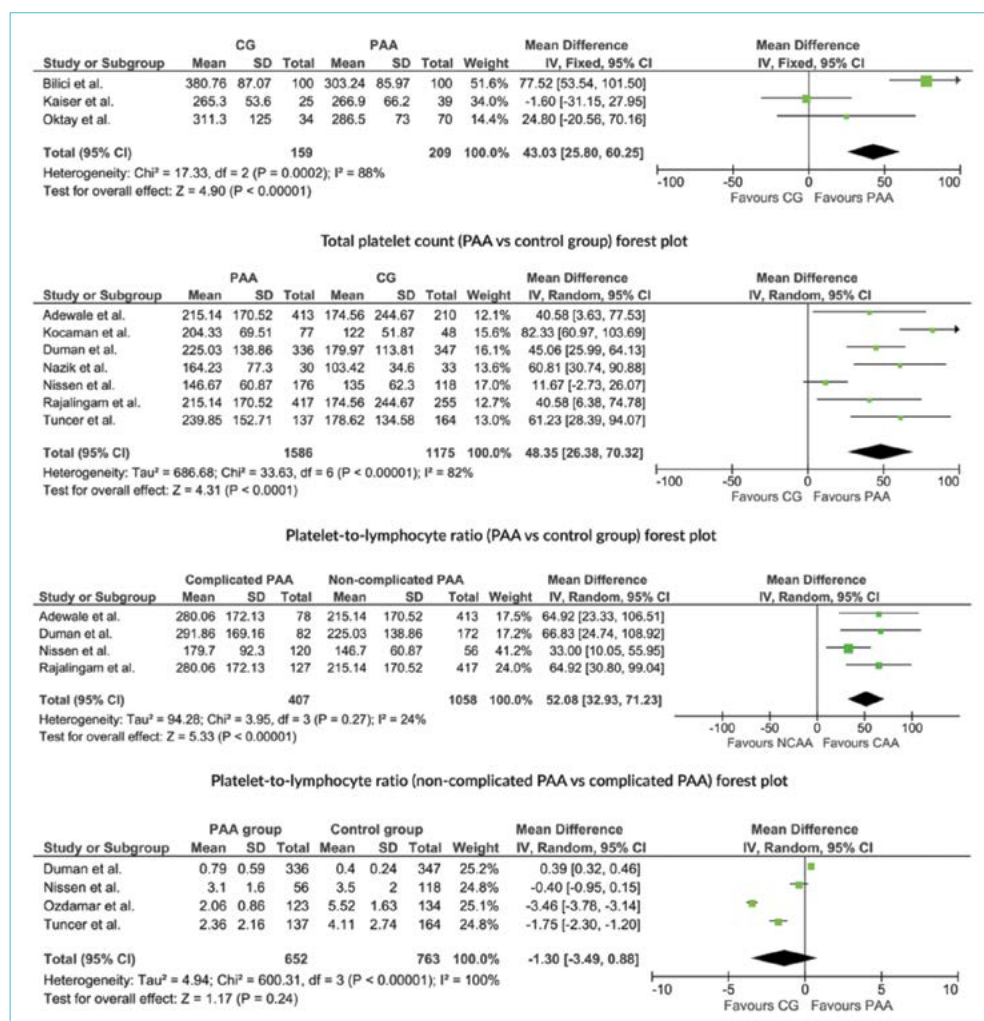 CG PAA Mean Difference Mean Difference
Study or Subgroup Mean SD Total Mean SD Total Weight IV, Fixed, 95% CI IV, Fixed, 95% CI
Bilici et al. 380.76 87.07 100 303.24 85.97 100 51.6% 77.52 [53.54, 101.50]
Kaiser et al. 265.3 53.6 25 266.9 66.2 39 34.0% -1.60 [-31.15, 27.95]
Oktay et al. 311.3 125 34 286.5 73 70 14.4% 24.80 [-20.56, 70.16]
Total (95% CI) 159 209 100.0% 43.03 [25.80, 60.25]
Heterogeneity: Chi² = 17.33, df = 2 (P = 0.0002); I² = 88%
Test for overall effect: Z = 4.90 (P < 0.00001)
-100 -50 0 50 100
Favours CG Favours PAA
Total platelet count (PAA vs control group) forest plot
PAA CG Mean Difference Mean Difference
Study or Subgroup Mean SD Total Mean SD Total Weight IV, Random, 95% CI IV, Random, 95% CI
Adewale et al. 215.14 170.52 413 174.56 244.67 210 12.1% 40.58 [3.63, 77.53]
Kocaman et al. 204.33 69.51 77 122 51.87 48 15.6% 82.33 [60.97, 103.69]
Duman et al. 225.03 138.86 336 179.97 113.81 347 16.1% 45.06 [25.99, 64.13]
Nazik et al. 164.23 77.3 30 103.42 34.6 33 13.6% 60.81 [30.74, 90.88]
Nissen et al. 146.67 60.87 176 135 62.3 118 17.0% 11.67 [-2.73, 26.07]
Rajalingam et al. 215.14 170.52 417 174.56 244.67 255 12.7% 40.58 [6.38, 74.78]
Tuncer et al. 239.85 152.71 137 178.62 134.58 164 13.0% 61.23 [28.39, 94.07]
Total (95% CI) 1586 1175 100.0% 48.35 [26.38, 70.32]
Heterogeneity: Tau² = 686.68; Chi² = 33.63, df = 6 (P < 0.00001); I² = 82%
Test for overall effect: Z = 4.31 (P < 0.0001)
-100 -50 0 50 100
Favours CG Favours PAA
Platelet-to-lymphocyte ratio (PAA vs control group) forest plot
Complicated PAA Non-complicated PAA Mean Difference Mean Difference
Study or Subgroup Mean SD Total Mean SD Total Weight IV, Random, 95% CI IV, Random, 95% CI
Adewale et al. 280.06 172.13 78 215.14 170.52 413 17.5% 64.92 [23.33, 106.51]
Duman et al. 291.86 169.16 82 225.03 138.86 172 17.2% 66.83 [24.74, 108.92]
Nissen et al. 179.7 92.3 120 146.7 60.87 56 41.2% 33.00 [10.05, 55.95]
Rajalingam et al. 280.06 172.13 127 215.14 170.52 417 24.0% 64.92 [30.80, 99.04]
Total (95% CI) 407 1058 100.0% 52.08 [32.93, 71.23]
Heterogeneity: Tau² = 94.28; Chi² = 3.95, df = 3 (P = 0.27); I² = 24%
Test for overall effect: Z = 5.33 (P < 0.00001)
-100 -50 0 50 100
Favours NCAA Favours CAA
Platelet-to-lymphocyte ratio (non-complicated PAA vs complicated PAA) forest plot
PAA group Control group Mean Difference Mean Difference
Study or Subgroup Mean SD Total Mean SD Total Weight IV, Random, 95% CI IV, Random, 95% CI
Duman et al. 0.79 0.59 336 0.4 0.24 347 25.2% 0.39 [0.32, 0.46]
Nissen et al. 3.1 1.6 56 3.5 2 118 24.8% -0.40 [-0.95, 0.15]
Ozdamar et al. 2.06 0.86 123 5.52 1.63 134 25.1% -3.46 [-3.78, -3.14]
Tuncer et al. 2.36 2.16 137 4.11 2.74 164 24.8% -1.75 [-2.30, -1.20]
Total (95% CI) 652 763 100.0% -1.30 [-3.49, 0.88]
Heterogeneity: Tau² = 4.94; Chi² = 600.31, df = 3 (P < 0.00001); I² = 100%
Test for overall effect: Z = 1.17 (P = 0.24)
-10 -5 0 5 10
Favours CG Favours PAA